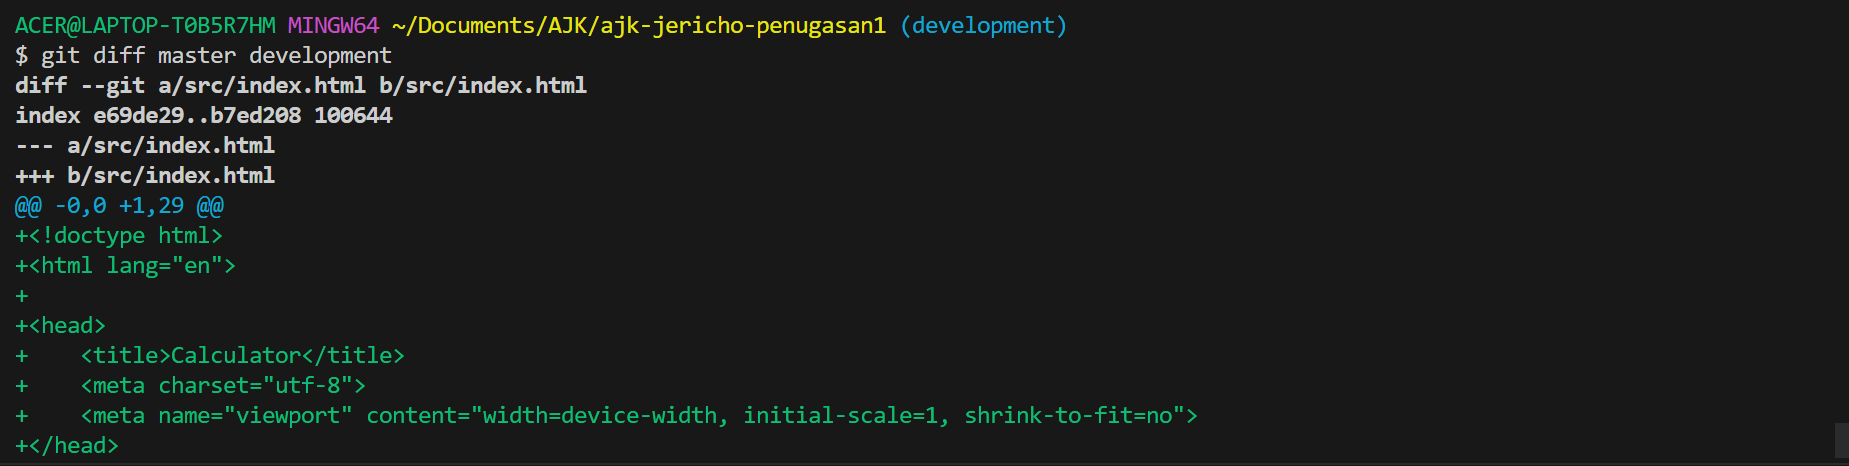 ACER@LAPTOP-T0B5R7HM MINGW64 ~/Documents/AJK/ajk-jericho-penugasan1 (development)
$ git diff master development
diff --git a/src/index.html b/src/index.html
index e69de29..b7ed208 100644
--- a/src/index.html
+++ b/src/index.html
@@ -0,0 +1,29 @@
+<!doctype html>
+<html lang="en">
+
+<head>
+    <title>Calculator</title>
+    <meta charset="utf-8">
+    <meta name="viewport" content="width=device-width, initial-scale=1, shrink-to-fit=no">
+</head>